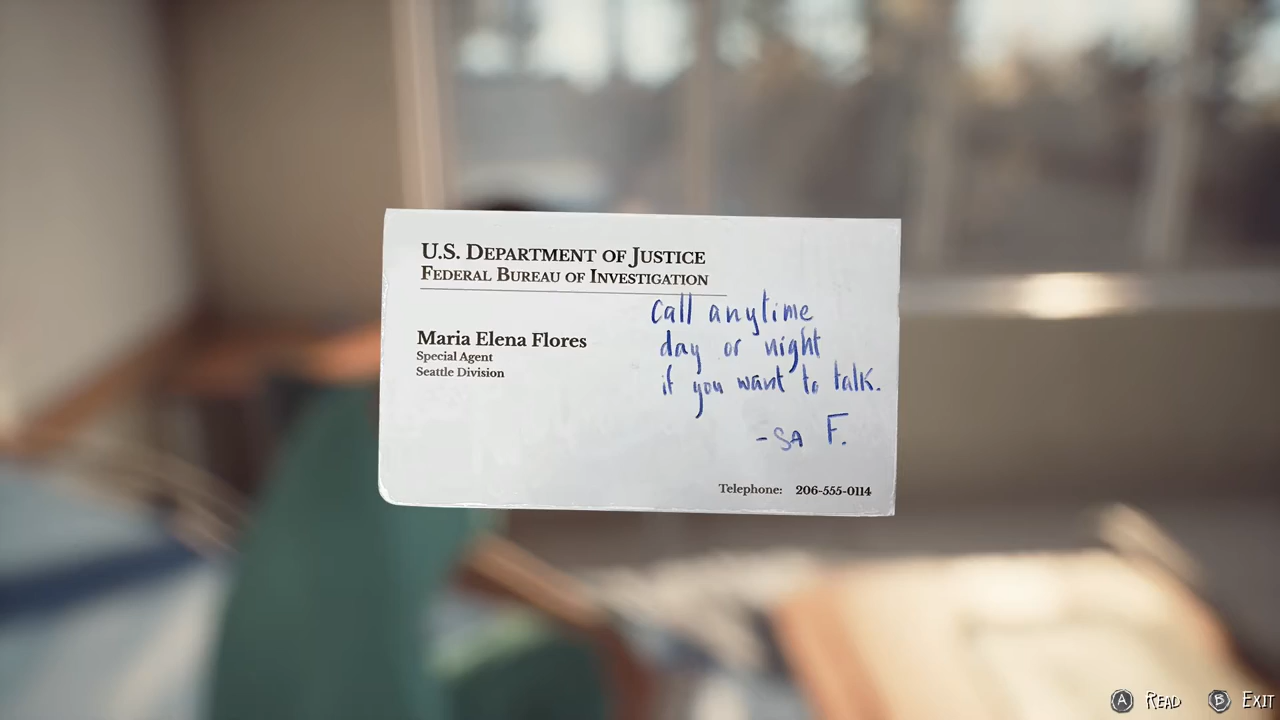 U.S. DEPARTMENT OF JUSTICE
FEDERAL BUREAU OF INVESTIGATION
Maria Elena Flores
Special Agent
Seattle Division
Call anytime
day or night
if you want to talk.
-SA F.
Telephone: 206-555-0114
A READ B EXIT